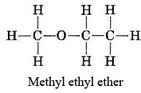 H H H
H—C—O—C—C—H
H H H
Methyl ethyl ether